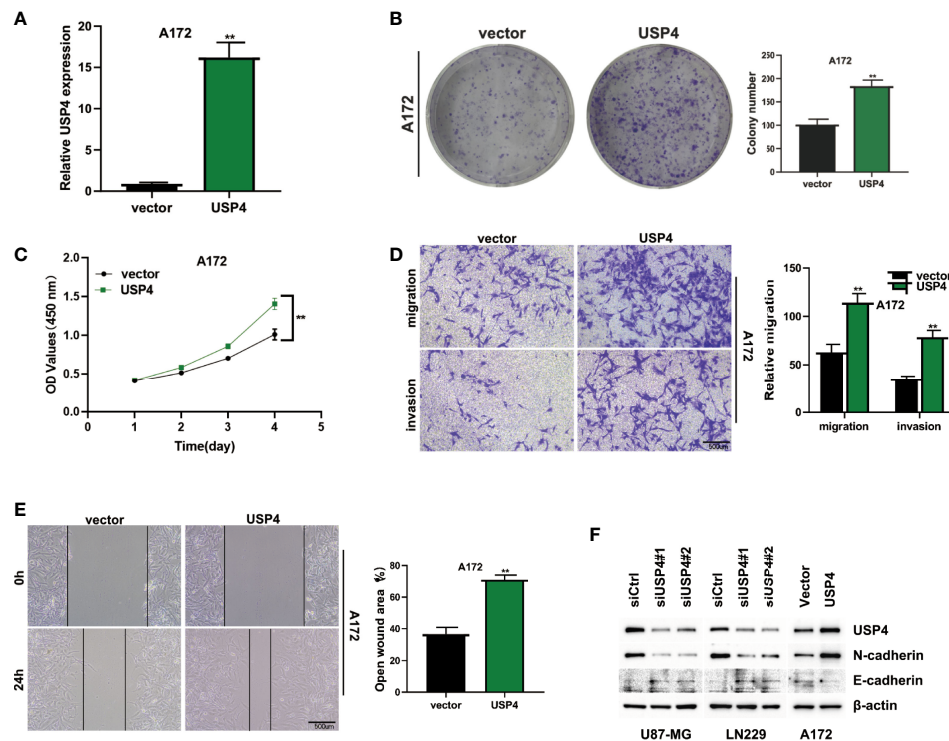 A
A172
Relative USP4 expression
20
15
10
5
0
**
vector
USP4
B
vector
USP4
A172
A172
Colony number
250
200
150
100
50
0
**
vector
USP4
C
A172
vector
USP4
OD Values (450 nm)
2.0
1.5
1.0
0.5
0.0
**
0
1
2
3
4
5
Time(day)
D
vector
USP4
migration
invasion
A172
500um
vector
USP4
A172
Relative migration
150
100
50
0
**
**
migration
invasion
E
vector
USP4
0h
24h
A172
500um
A172
Open wound area %)
80
60
40
20
0
**
vector
USP4
F
siCtrl
siUSP4#1
siUSP4#2
siCtrl
siUSP4#1
siUSP4#2
Vector
USP4
USP4
N-cadherin
E-cadherin
β-actin
U87-MG
LN229
A172